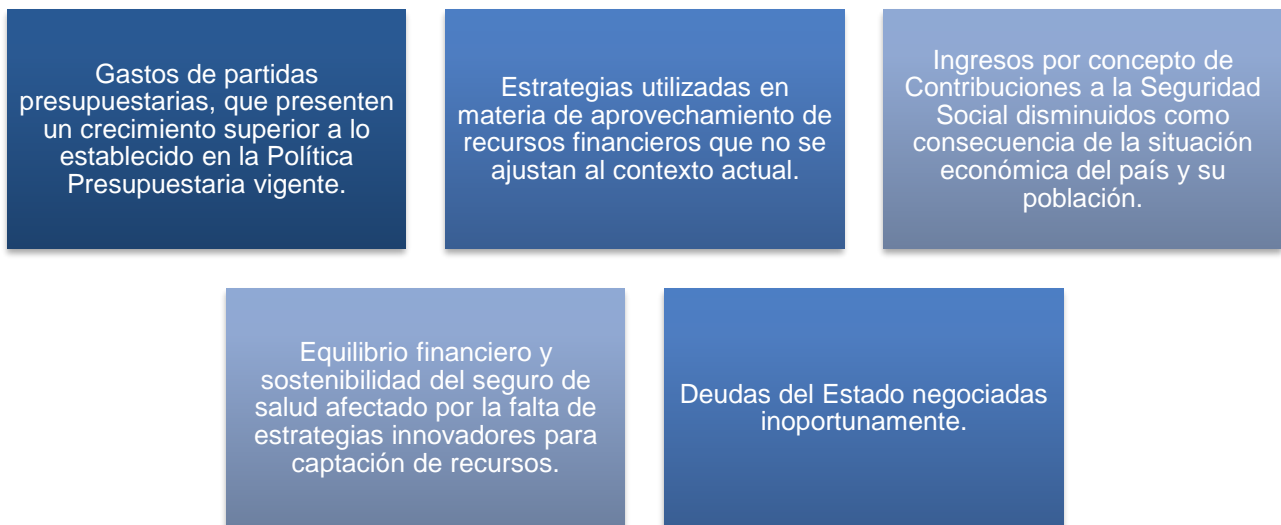 Gastos de partidas
presupuestarias, que presenten
un crecimiento superior a lo
establecido en la Política
Presupuestaria vigente.
Estrategias utilizadas en
materia de aprovechamiento de
recursos financieros que no se
ajustan al contexto actual.
Ingresos por concepto de
Contribuciones a la Seguridad
Social disminuidos como
consecuencia de la situación
económica del país y su
población.
Equilibrio financiero y
sostenibilidad del seguro de
salud afectado por la falta de
estrategias innovadores para
captación de recursos.
Deudas del Estado negociadas
inoportunamente.